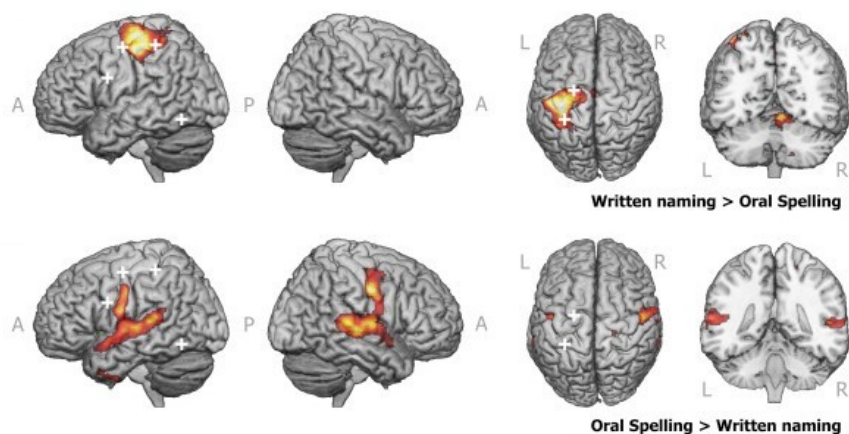 L R
A P A
L R
Written naming > Oral Spelling
L R
A P A
L R
Oral Spelling > Written naming